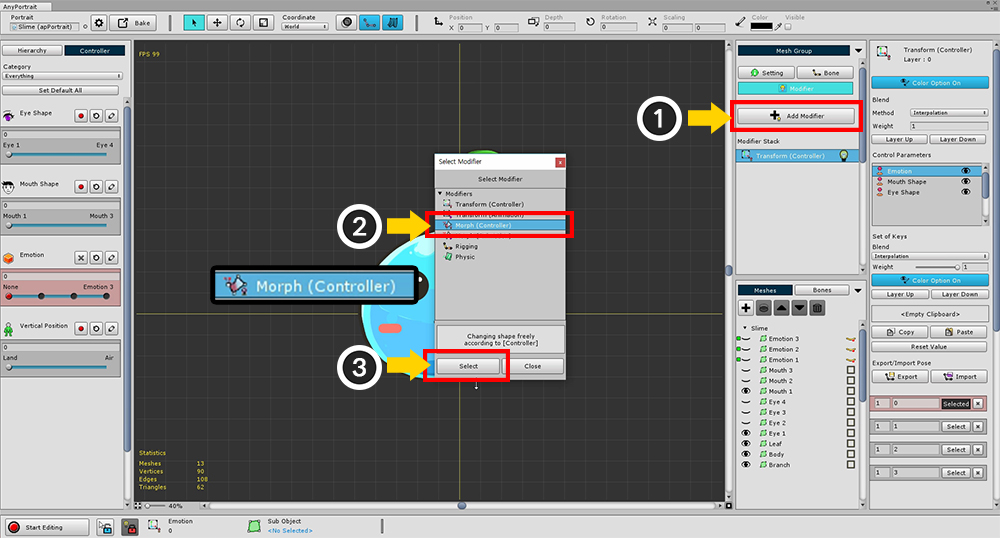 AnyPortrait
Portrait
Slime (apPortrait)
Bake
Coordinate
World
Position
X 0 Y 0
Depth
0
Rotation
0
Scaling
0 0
Color
Visible
Hierarchy
Controller
Category
Everything
Set Default All
Eye Shape
0
Eye 1 Eye 4
Mouth Shape
0
Mouth 1 Mouth 3
Emotion
0
None Emotion 3
Vertical Position
0
Land Air
FPS 99
Select Modifier
Select Modifier
Modifiers
Transform (Controller)
Transform (Animation)
Morph (Controller)
Rigging
Physic
Changing shape freely
according to [Controller]
Select
Close
1
2
3
Morph (Controller)
Statistics
Meshes 13
Vertices 90
Edges 108
Triangles 62
40%
Mesh Group
Setting
Bone
Modifier
Add Modifier
Modifier Stack
Transform (Controller)
Meshes
Bones
Slime
Emotion 3
Emotion 2
Emotion 1
Mouth 3
Mouth 2
Mouth 1
Eye 4
Eye 3
Eye 2
Eye 1
Leaf
Body
Branch
Transform (Controller)
Layer : 0
Color Option On
Blend
Method Interpolation
Weight 1
Layer Up
Layer Down
Control Parameters
Emotion
Mouth Shape
Eye Shape
Set of Keys
Blend
Interpolation
Weight 1
Color Option On
Layer Up
Layer Down
<Empty Clipboard>
Copy
Paste
Reset Value
Export/Import Pose
Export
Import
1 0 Selected
1 1 Select
1 2 Select
1 3 Select
Start Editing
Emotion
0
Sub Object
<No Selected>